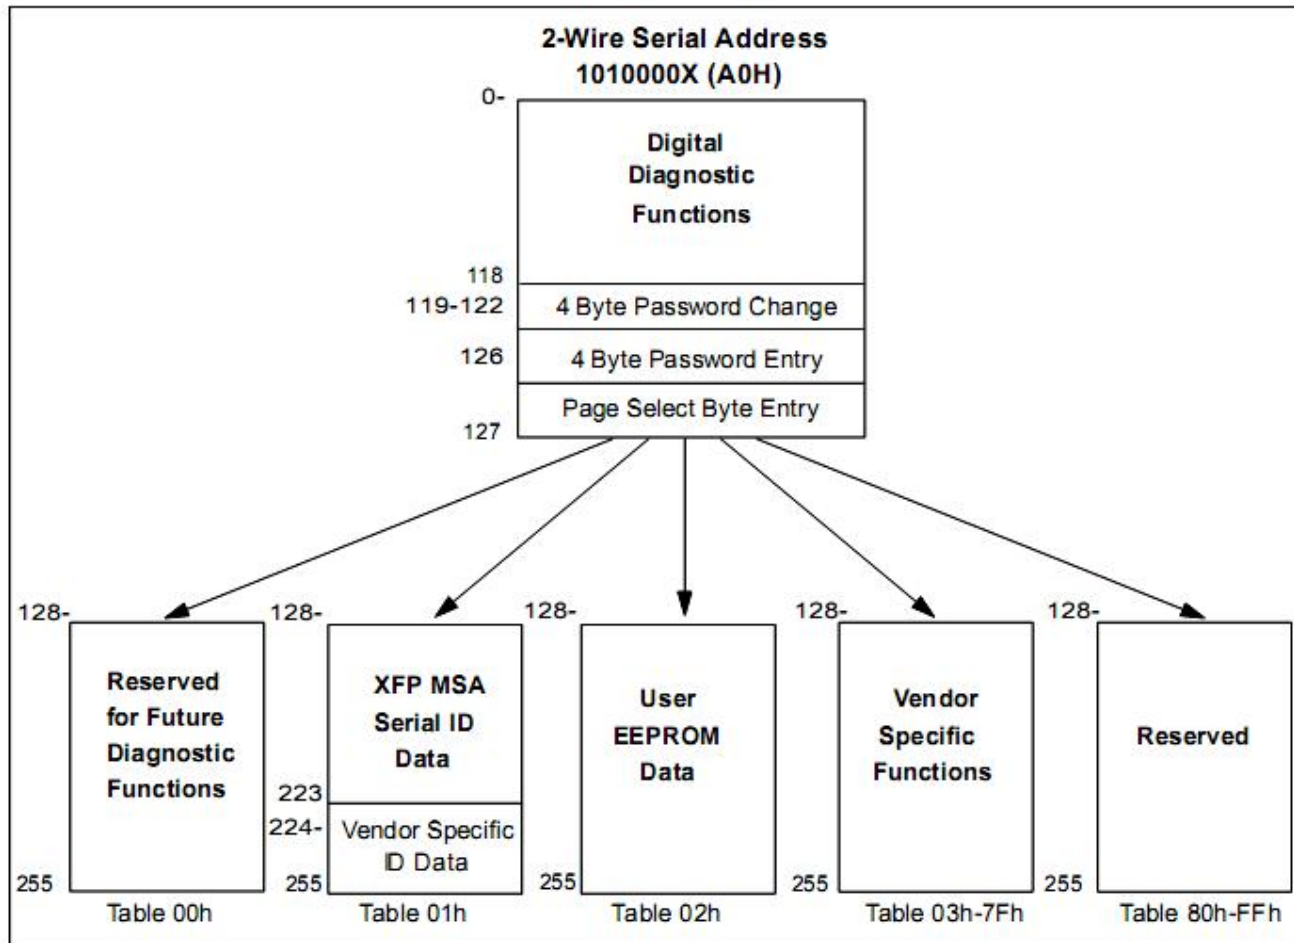 2-Wire Serial Address
1010000X (A0H)
0-
Digital
Diagnostic
Functions
118
119-122 4 Byte Password Change
126 4 Byte Password Entry
Page Select Byte Entry
127
128- 128- 128- 128- 128-
Reserved
for Future
Diagnostic
Functions
255
Table 00h
XFP MSA
Serial ID
Data
223
224- Vendor Specific
ID Data
255
Table 01h
User
EEPROM
Data
255
Table 02h
Vendor
Specific
Functions
255
Table 03h-7Fh
Reserved
255
Table 80h-FFh